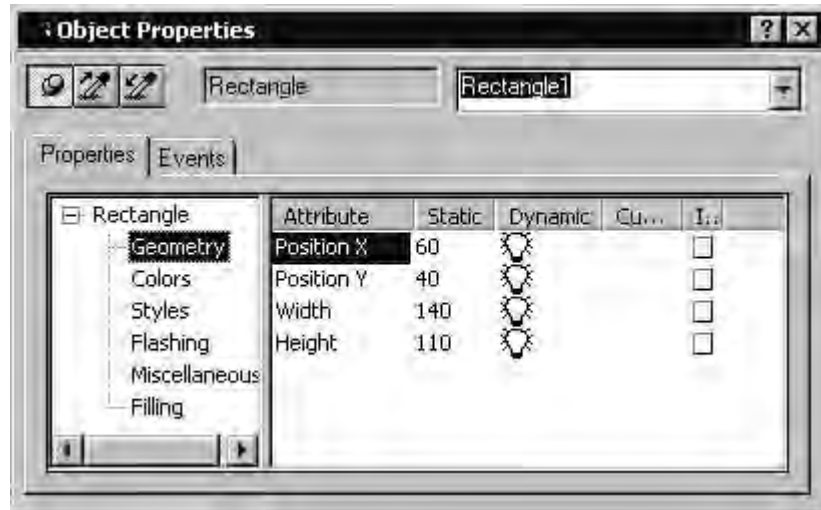 Object Properties ? X
Rectangle Rectangle1
Properties Events
Rectangle Attribute Static Dynamic Cu... I..
Geometry Position X 60
Colors Position Y 40
Styles Width 140
Flashing Height 110
Miscellaneous
Filling